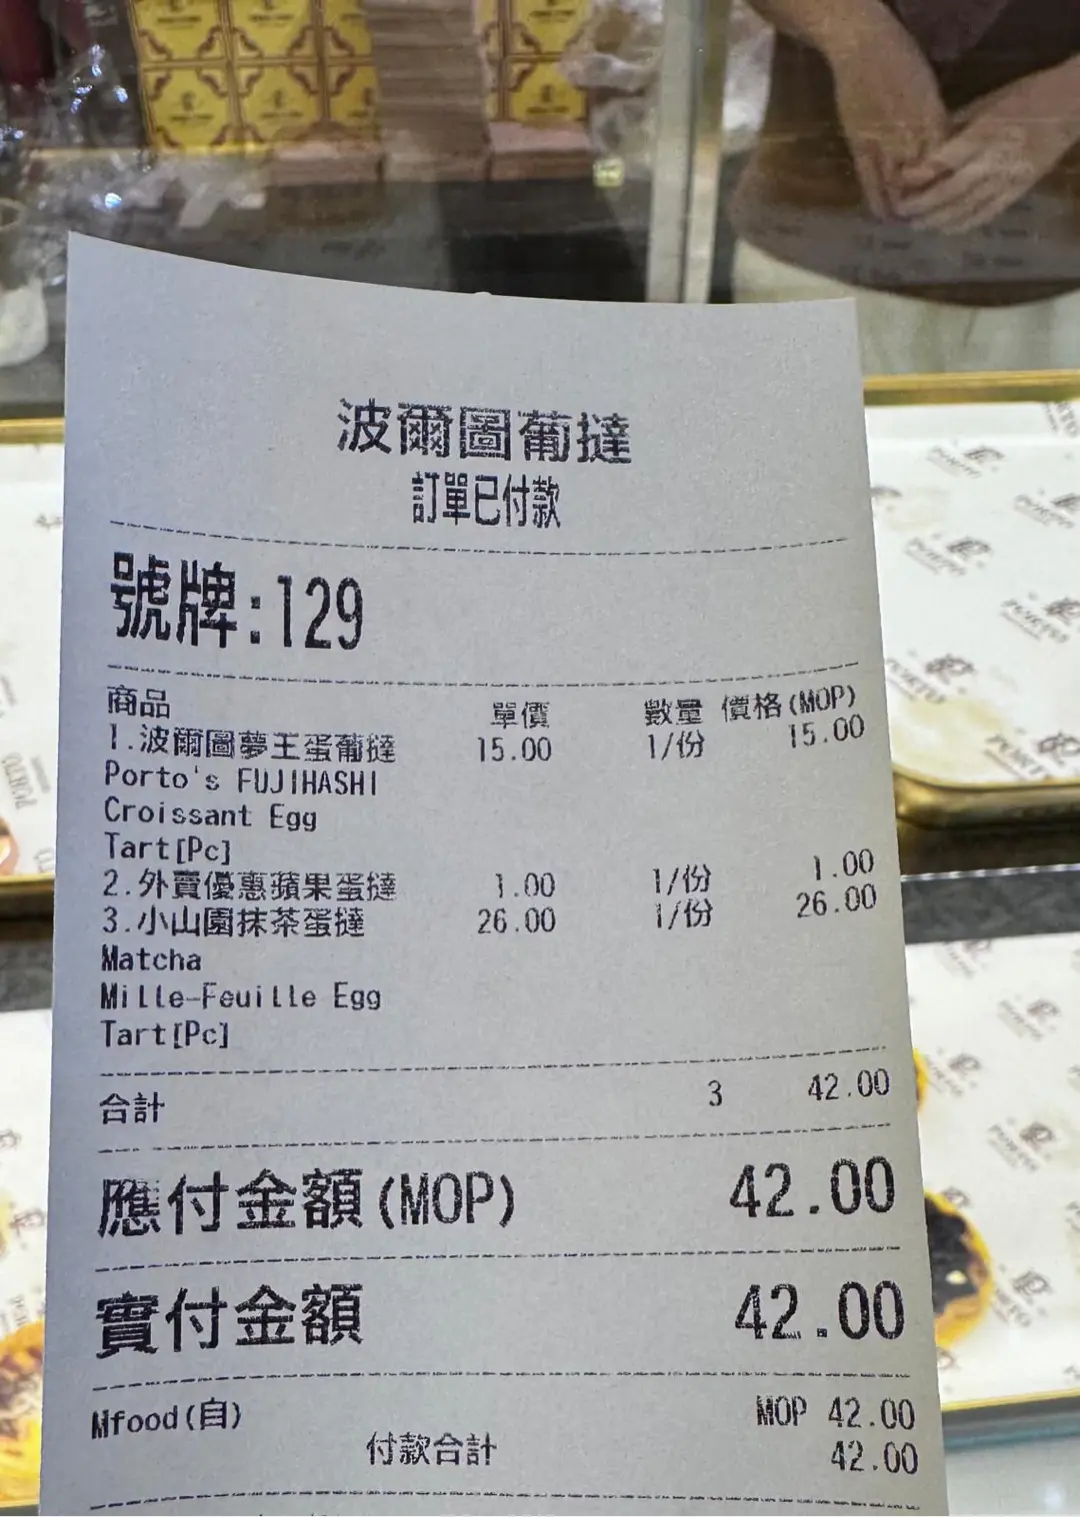 波爾圖葡撻
訂單已付款
號牌:129
商品 單價 數量 價格(MOP)
1.波爾圖夢王蛋葡撻 15.00 1/份 15.00
Porto's FUJIHASHI
Croissant Egg
Tart[Pc]
2.外賣優惠蘋果蛋撻 1.00 1/份 1.00
3.小山園抹茶蛋撻 26.00 1/份 26.00
Matcha
Mille-Feuille Egg
Tart[Pc]
合計 3 42.00
應付金額(MOP) 42.00
實付金額 42.00
Mfood(自) MOP 42.00
付款合計 42.00